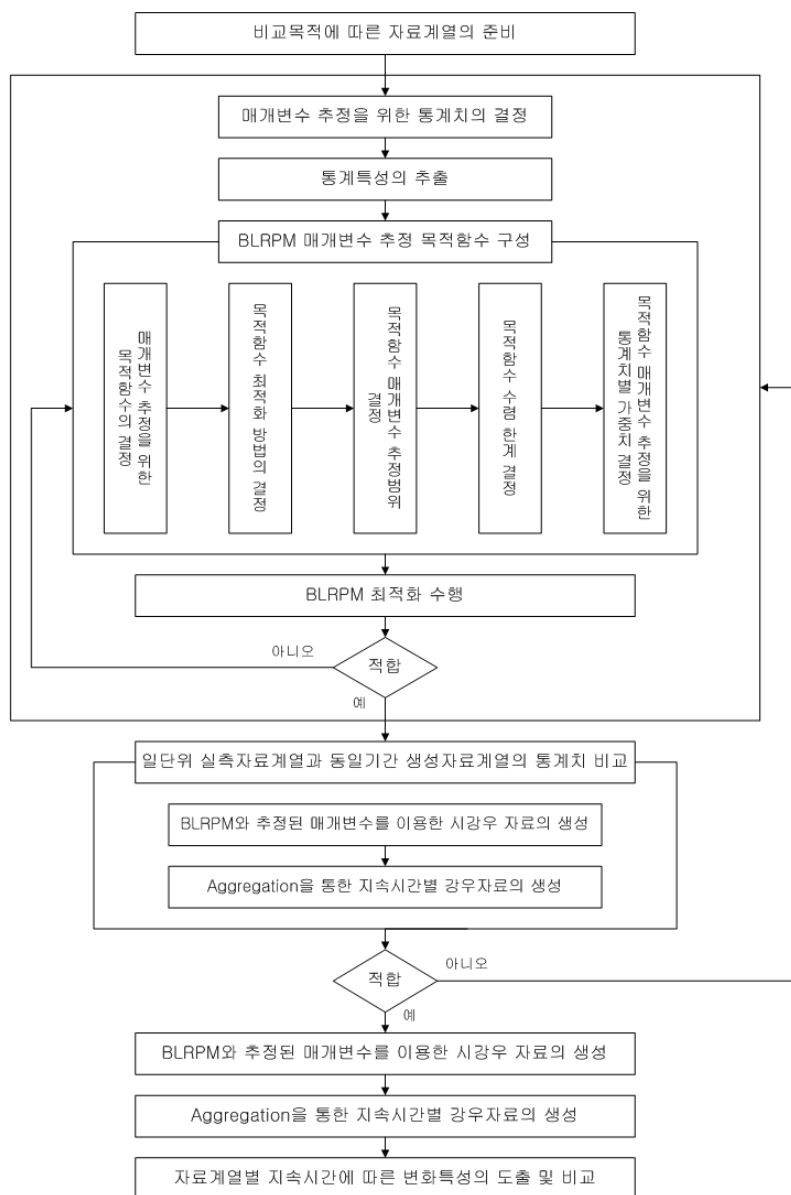 비교목적에 따른 자료계열의 준비
매개변수 추정을 위한 통계치의 결정
통계특성의 추출
BLRPM 매개변수 추정 목적함수 구성
매개변수 추정을 위한
목적함수의 결정
목적함수 최적화 방법의 결정
목적함수 매개변수 추정범위
결정
목적함수 수렴 한계 결정
목적함수 매개변수 추정을 위한
통계치별 가중치 결정
BLRPM 최적화 수행
아니오
적합
예
일단위 실측자료계열과 동일기간 생성자료계열의 통계치 비교
BLRPM와 추정된 매개변수를 이용한 시강우 자료의 생성
Aggregation을 통한 지속시간별 강우자료의 생성
적합
아니오
예
BLRPM와 추정된 매개변수를 이용한 시강우 자료의 생성
Aggregation을 통한 지속시간별 강우자료의 생성
자료계열별 지속시간에 따른 변화특성의 도출 및 비교